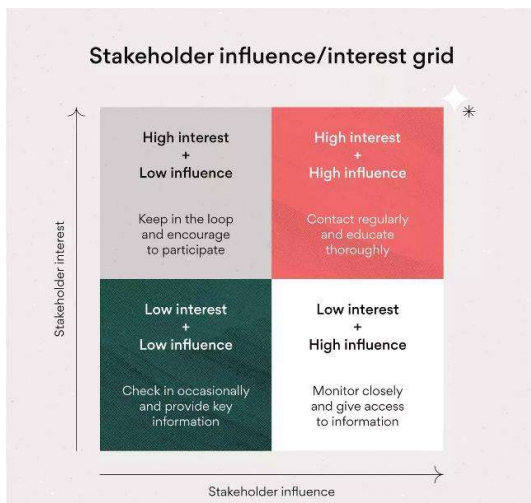 Stakeholder influence/interest grid
Stakeholder interest
High interest
+
Low influence
Keep in the loop
and encourage
to participate
High interest
+
High influence
Contact regularly
and educate
thoroughly
Low interest
+
Low influence
Check in occasionally
and provide key
information
Low interest
+
High influence
Monitor closely
and give access
to information
Stakeholder influence